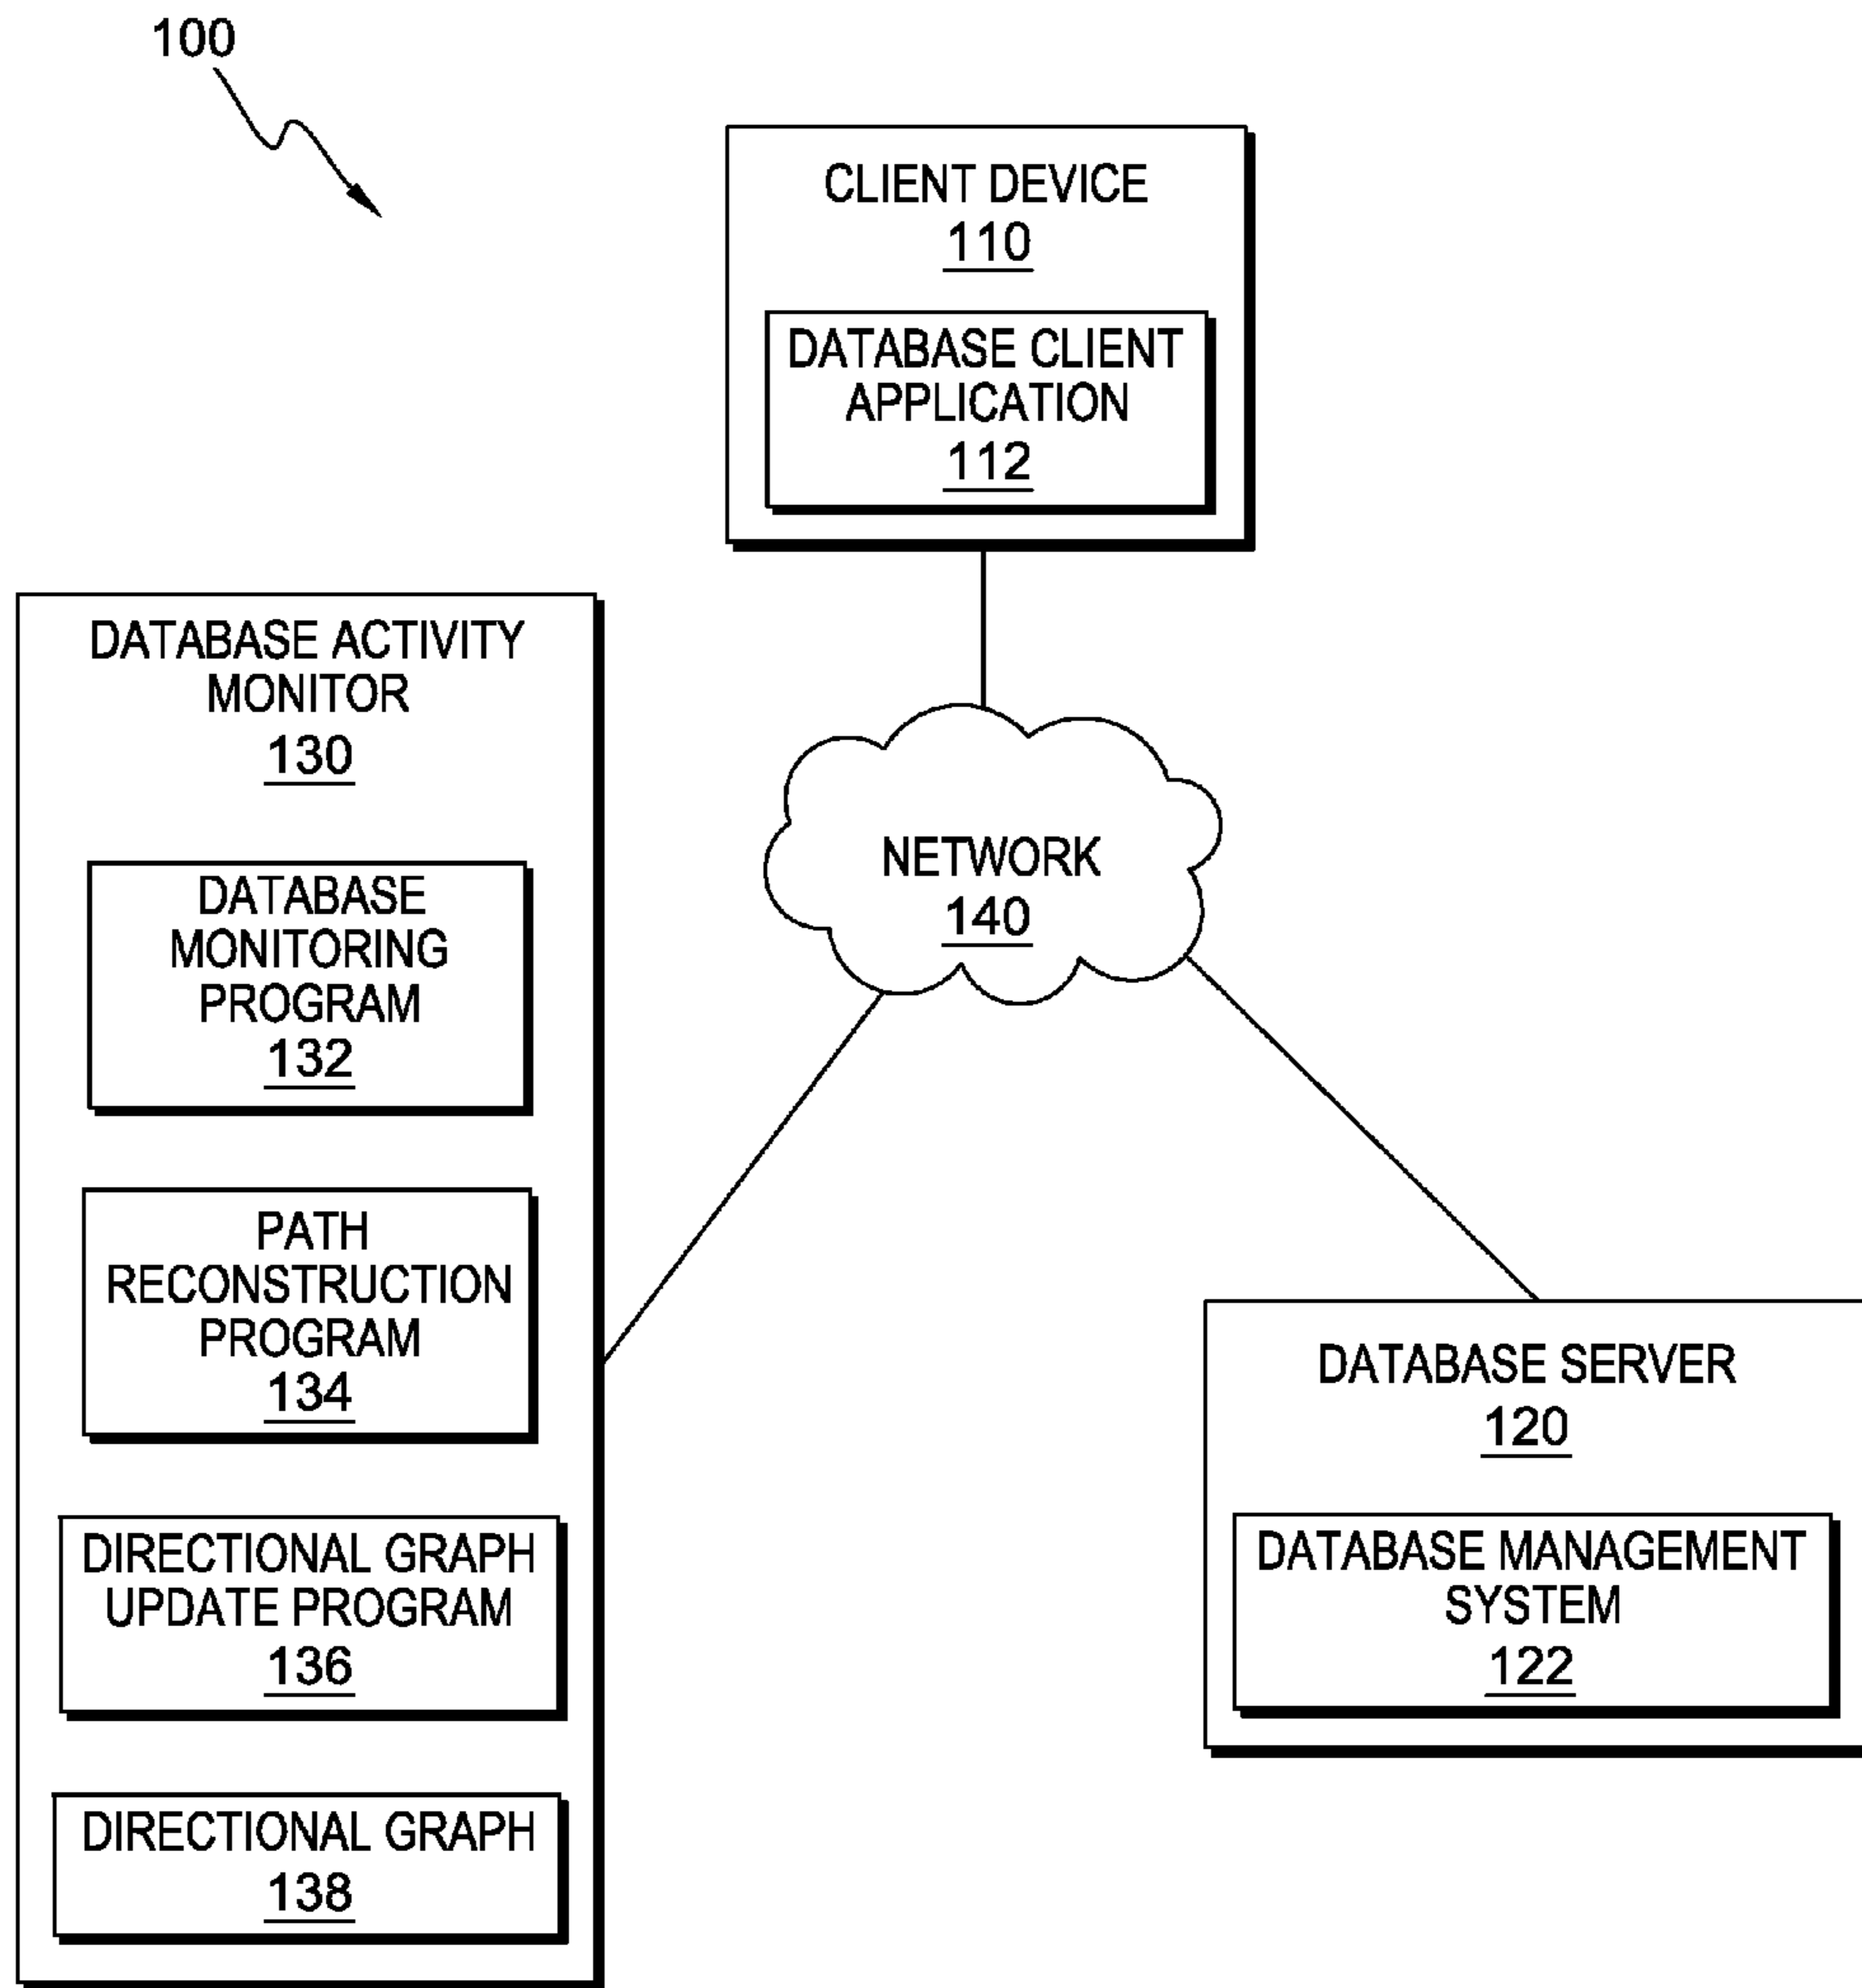 100
CLIENT DEVICE
110
DATABASE CLIENT
APPLICATION
112
DATABASE ACTIVITY
MONITOR
130
DATABASE
MONITORING
PROGRAM
132
PATH
RECONSTRUCTION
PROGRAM
134
DIRECTIONAL GRAPH
UPDATE PROGRAM
136
DIRECTIONAL GRAPH
138
NETWORK
140
DATABASE SERVER
120
DATABASE MANAGEMENT
SYSTEM
122